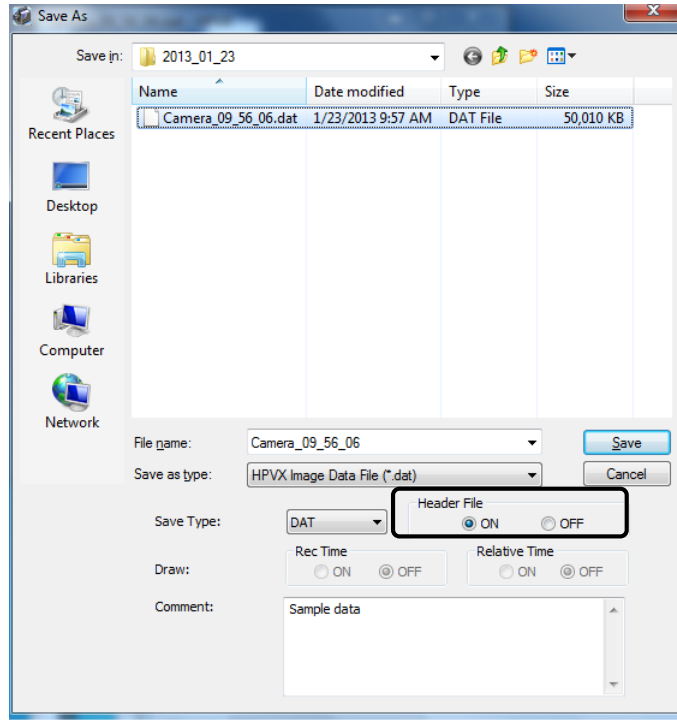 Save As
X
Save in: 2013_01_23
Name Date modified Type Size
Camera_09_56_06.dat 1/23/2013 9:57 AM DAT File 50,010 KB
Recent Places
Desktop
Libraries
Computer
Network
File name: Camera_09_56_06 Save
Save as type: HPVX Image Data File (*.dat) Cancel
Header File
Save Type: DAT ON OFF
Rec Time Relative Time
Draw: ON OFF ON OFF
Comment: Sample data